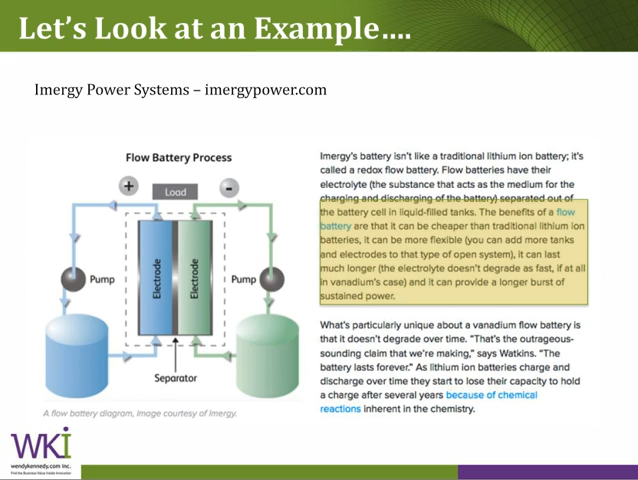 Let's Look at an Example....
Imergy Power Systems – imergypower.com
Flow Battery Process
+
Load
-
Pump
Electrode
Electrode
Pump
Separator
A flow battery diagram, Image courtesy of Imergy.
Imergy's battery isn't like a traditional lithium ion battery; it's
called a redox flow battery. Flow batteries have their
electrolyte (the substance that acts as the medium for the
charging and discharging of the battery) separated out of
the battery cell in liquid-filled tanks. The benefits of a flow
battery are that it can be cheaper than traditional lithium ion
batteries, it can be more flexible (you can add more tanks
and electrodes to that type of open system), it can last
much longer (the electrolyte doesn't degrade as fast, if at all
in vanadium's case) and it can provide a longer burst of
sustained power.
What's particularly unique about a vanadium flow battery is
that it doesn't degrade over time. "That's the outrageous-
sounding claim that we're making," says Watkins. "The
battery lasts forever." As lithium ion batteries charge and
discharge over time they start to lose their capacity to hold
a charge after several years because of chemical
reactions inherent in the chemistry.
WKI
wendykennedy.com inc.
Find the Business Value Inside Innovation